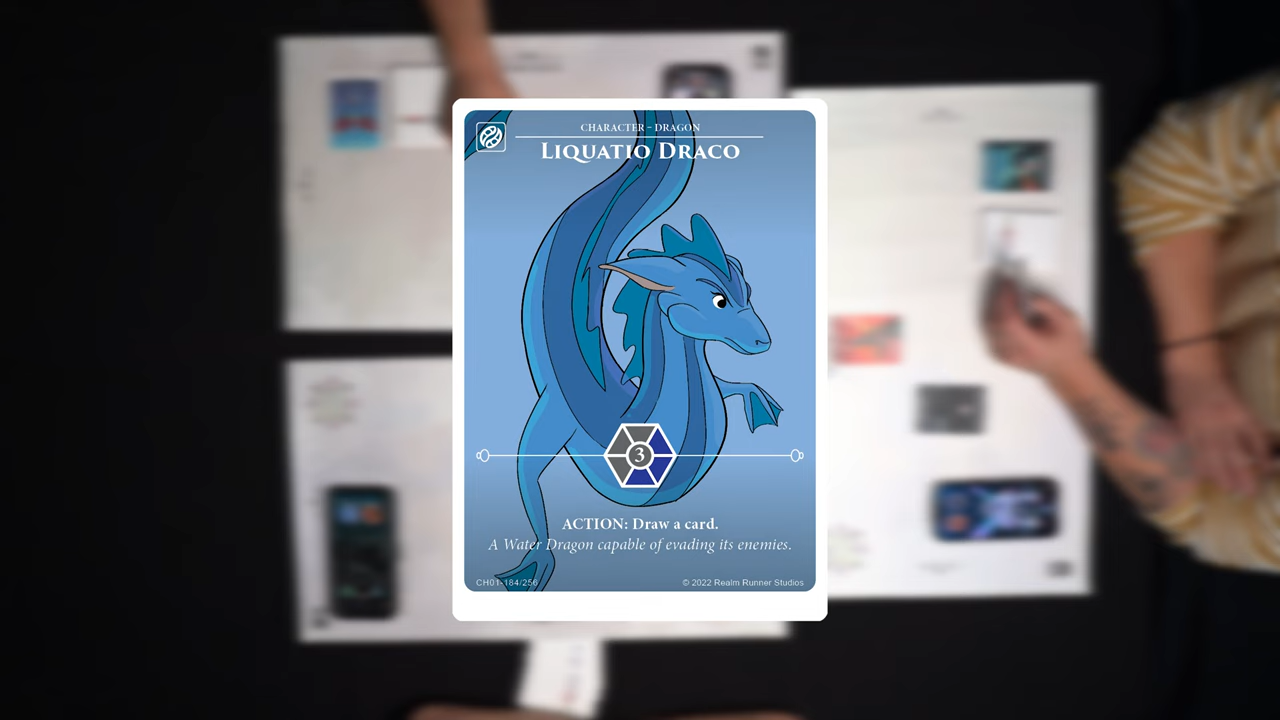 CHARACTER - DRAGON
LIQUATIO DRACO
3
ACTION: Draw a card.
A Water Dragon capable of evading its enemies.
CH01-184/256
© 2022 Realm Runner Studios